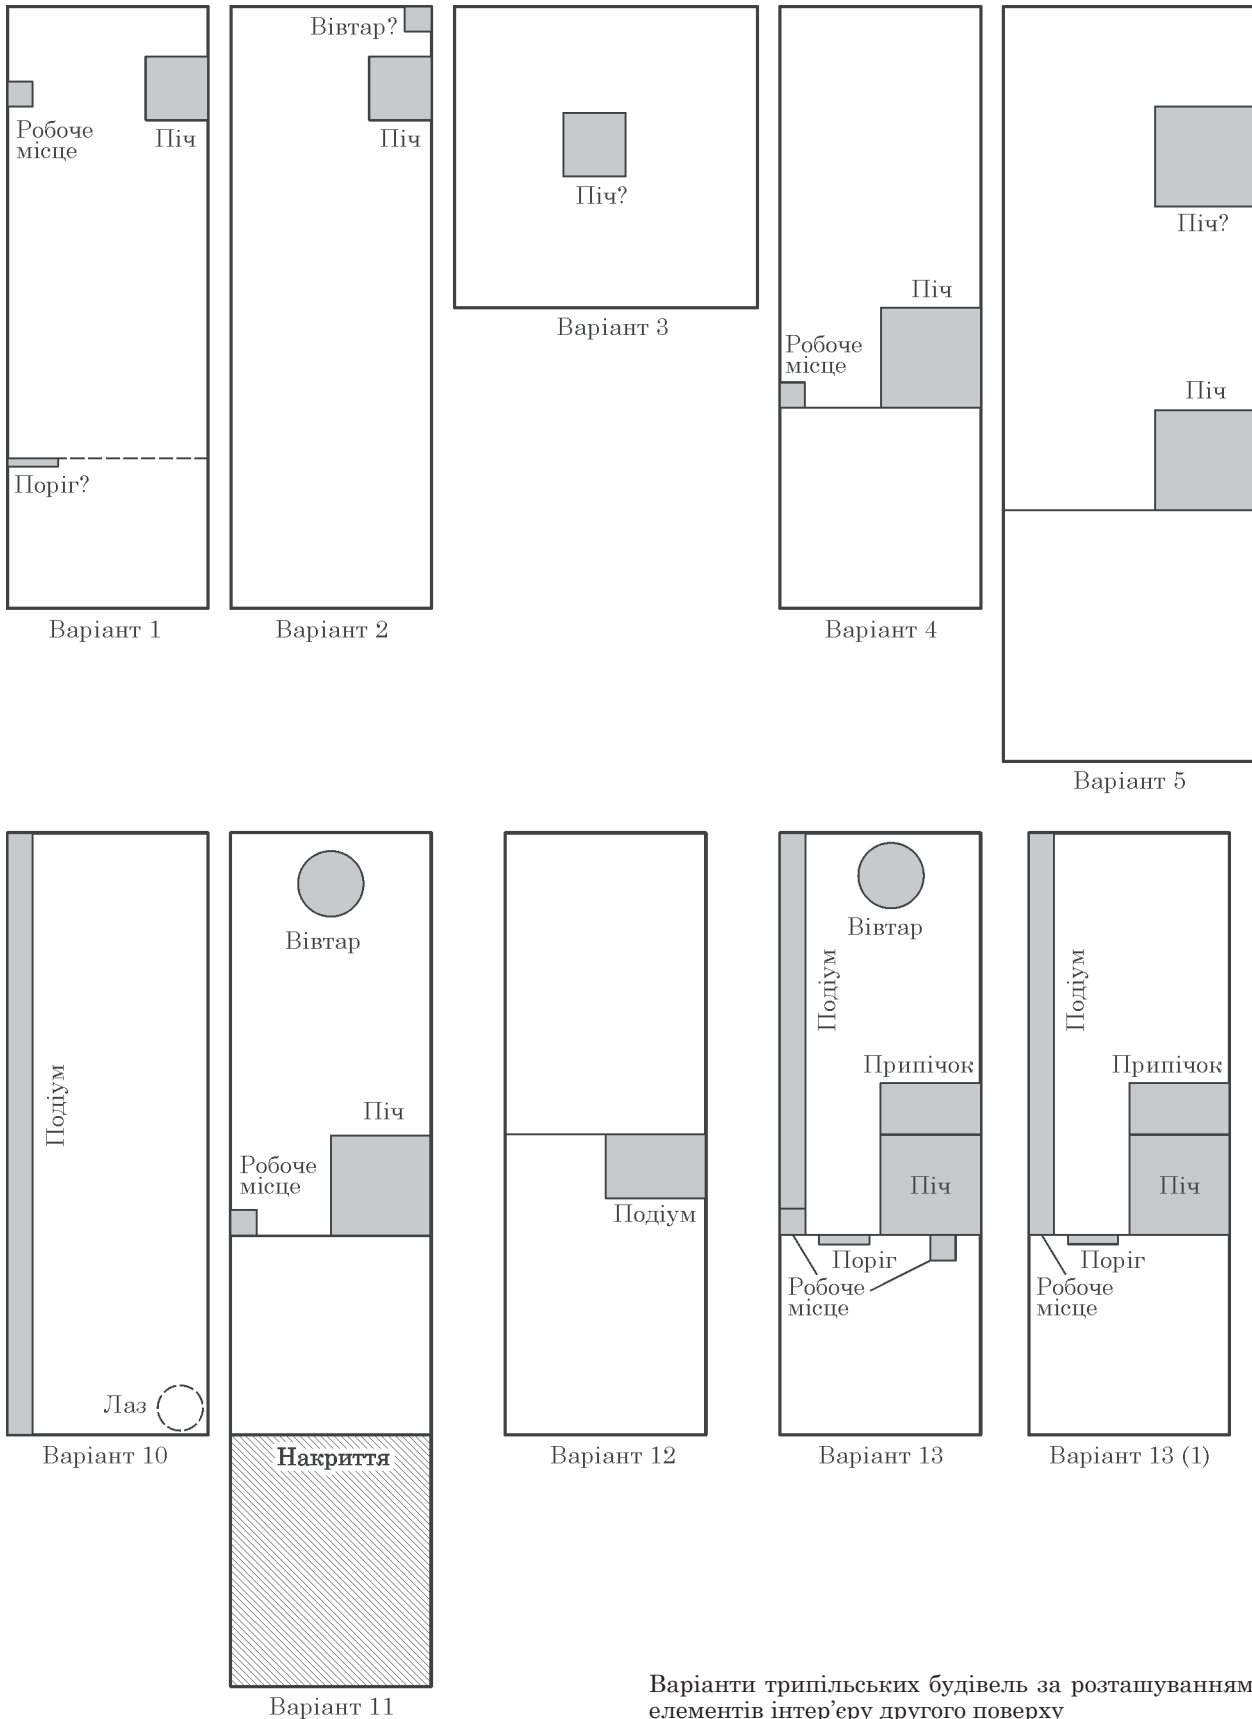 Робоче
місце
Піч
Поріг?
Варіант 1
Вівтар?
Піч
Варіант 2
Піч?
Варіант 3
Піч
Робоче
місце
Варіант 4
Піч?
Піч
Варіант 5
Подіум
Лаз
Варіант 10
Вівтар
Піч
Робоче
місце
Накриття
Варіант 11
Подіум
Варіант 12
Вівтар
Подіум
Припічок
Піч
Поріг
Робоче
місце
Варіант 13
Подіум
Припічок
Піч
Поріг
Робоче
місце
Варіант 13 (1)
Варіанти трипільських будівель за розташуванням
елементів інтер'єру другого поверху